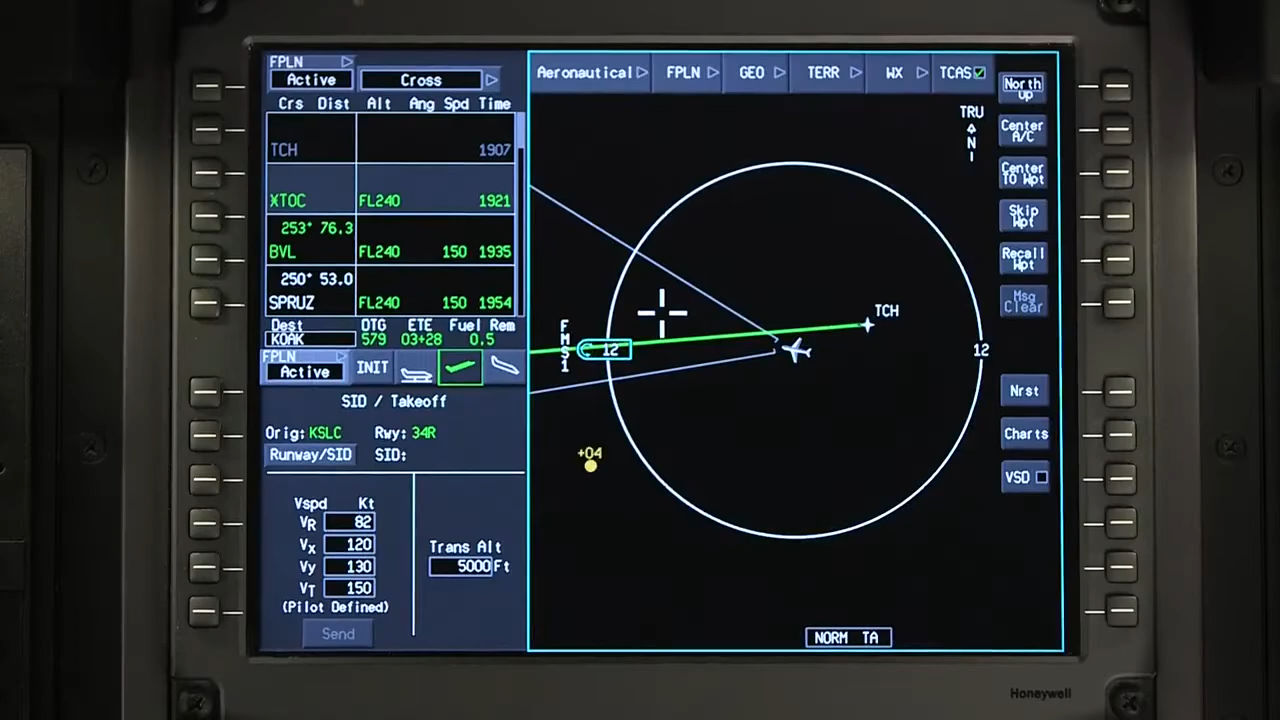 FPLN
Active
Cross
Crs Dist Alt Ang Spd Time
TCH 1907
XTOC FL240 1921
253° 76.3
BVL FL240 150 1935
250° 53.0
SPRUZ FL240 150 1954
Dest DTG ETE Fuel Rem
KOAK 579 03+28 0.5
FPLN
Active
INIT
SID / Takeoff
Orig: KSLC Rwy: 34R
Runway/SID SID:
Vspd Kt
VR 82
Vx 120
Vy 130
VT 150
(Pilot Defined)
Send
Trans Alt
5000 Ft
Aeronautical FPLN GEO TERR WX TCAS
TRU
N
TCH
FMS1
12
12
+04
NORM TA
North Up
Center A/C
Center TO Wpt
Skip Wpt
Recall Wpt
Msg Clear
Nrst
Charts
VSD
Honeywell